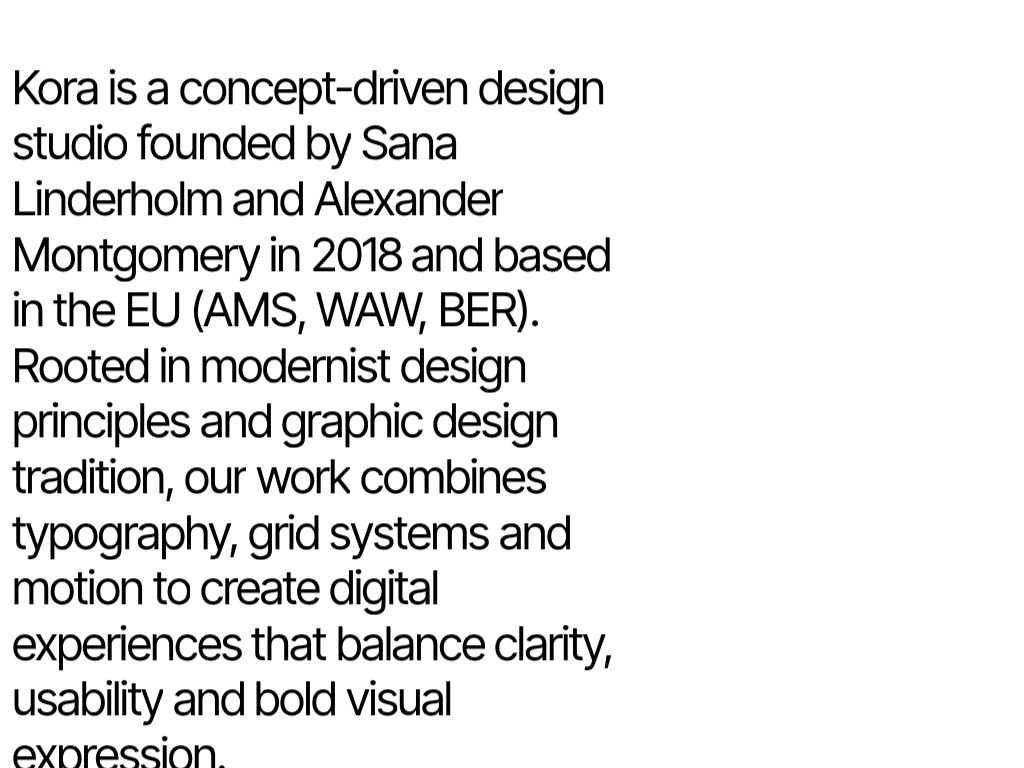 Kora is a concept-driven design
studio founded by Sana
Linderholm and Alexander
Montgomery in 2018 and based
in the EU (AMS, WAW, BER).
Rooted in modernist design
principles and graphic design
tradition, our work combines
typography, grid systems and
motion to create digital
experiences that balance clarity,
usability and bold visual
expression.